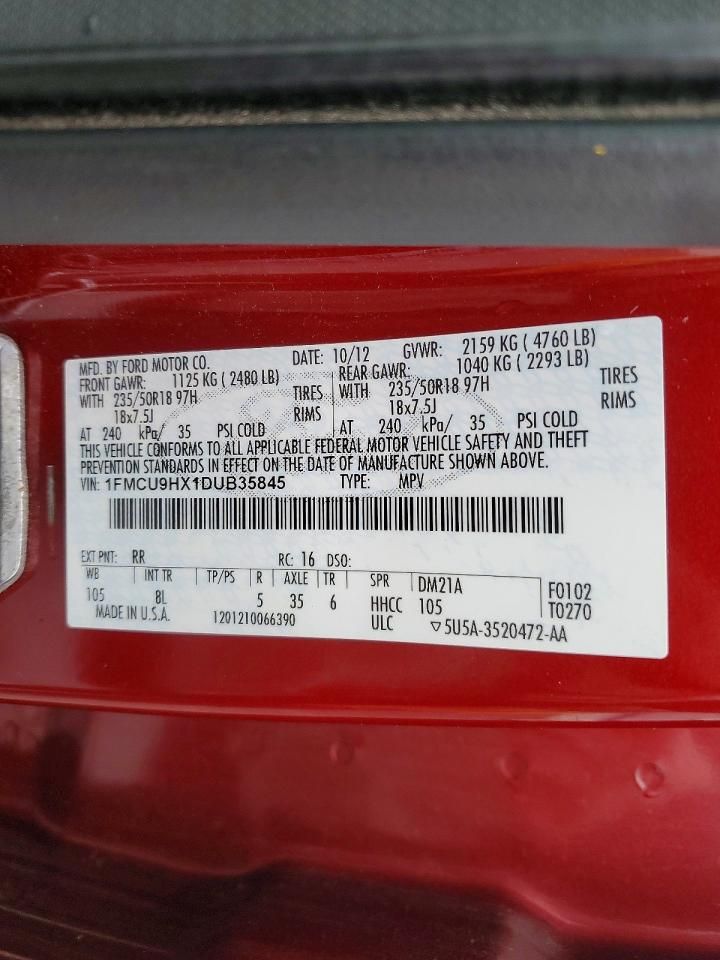 MFD. BY FORD MOTOR CO. DATE: 10/12 GVWR: 2159 KG ( 4760 LB)
FRONT GAWR: 1125 KG ( 2480 LB) REAR GAWR: 1040 KG ( 2293 LB)
WITH 235/50R18 97H TIRES WITH 235/50R18 97H TIRES
18x7.5J RIMS 18x7.5J RIMS
AT 240 kPa/ 35 PSI COLD AT 240 kPa/ 35 PSI COLD
THIS VEHICLE CONFORMS TO ALL APPLICABLE FEDERAL MOTOR VEHICLE SAFETY AND THEFT
PREVENTION STANDARDS IN EFFECT ON THE DATE OF MANUFACTURE SHOWN ABOVE.
VIN: 1FMCU9HX1DUB35845 TYPE: MPV
EXT PNT: RR RC: 16 DSO:
WB INT TR TP/PS R AXLE TR SPR DM21A F0102
105 8L 5 35 6 HHCC 105 T0270
MADE IN U.S.A. 1201210066390 ULC ▽5U5A-3520472-AA